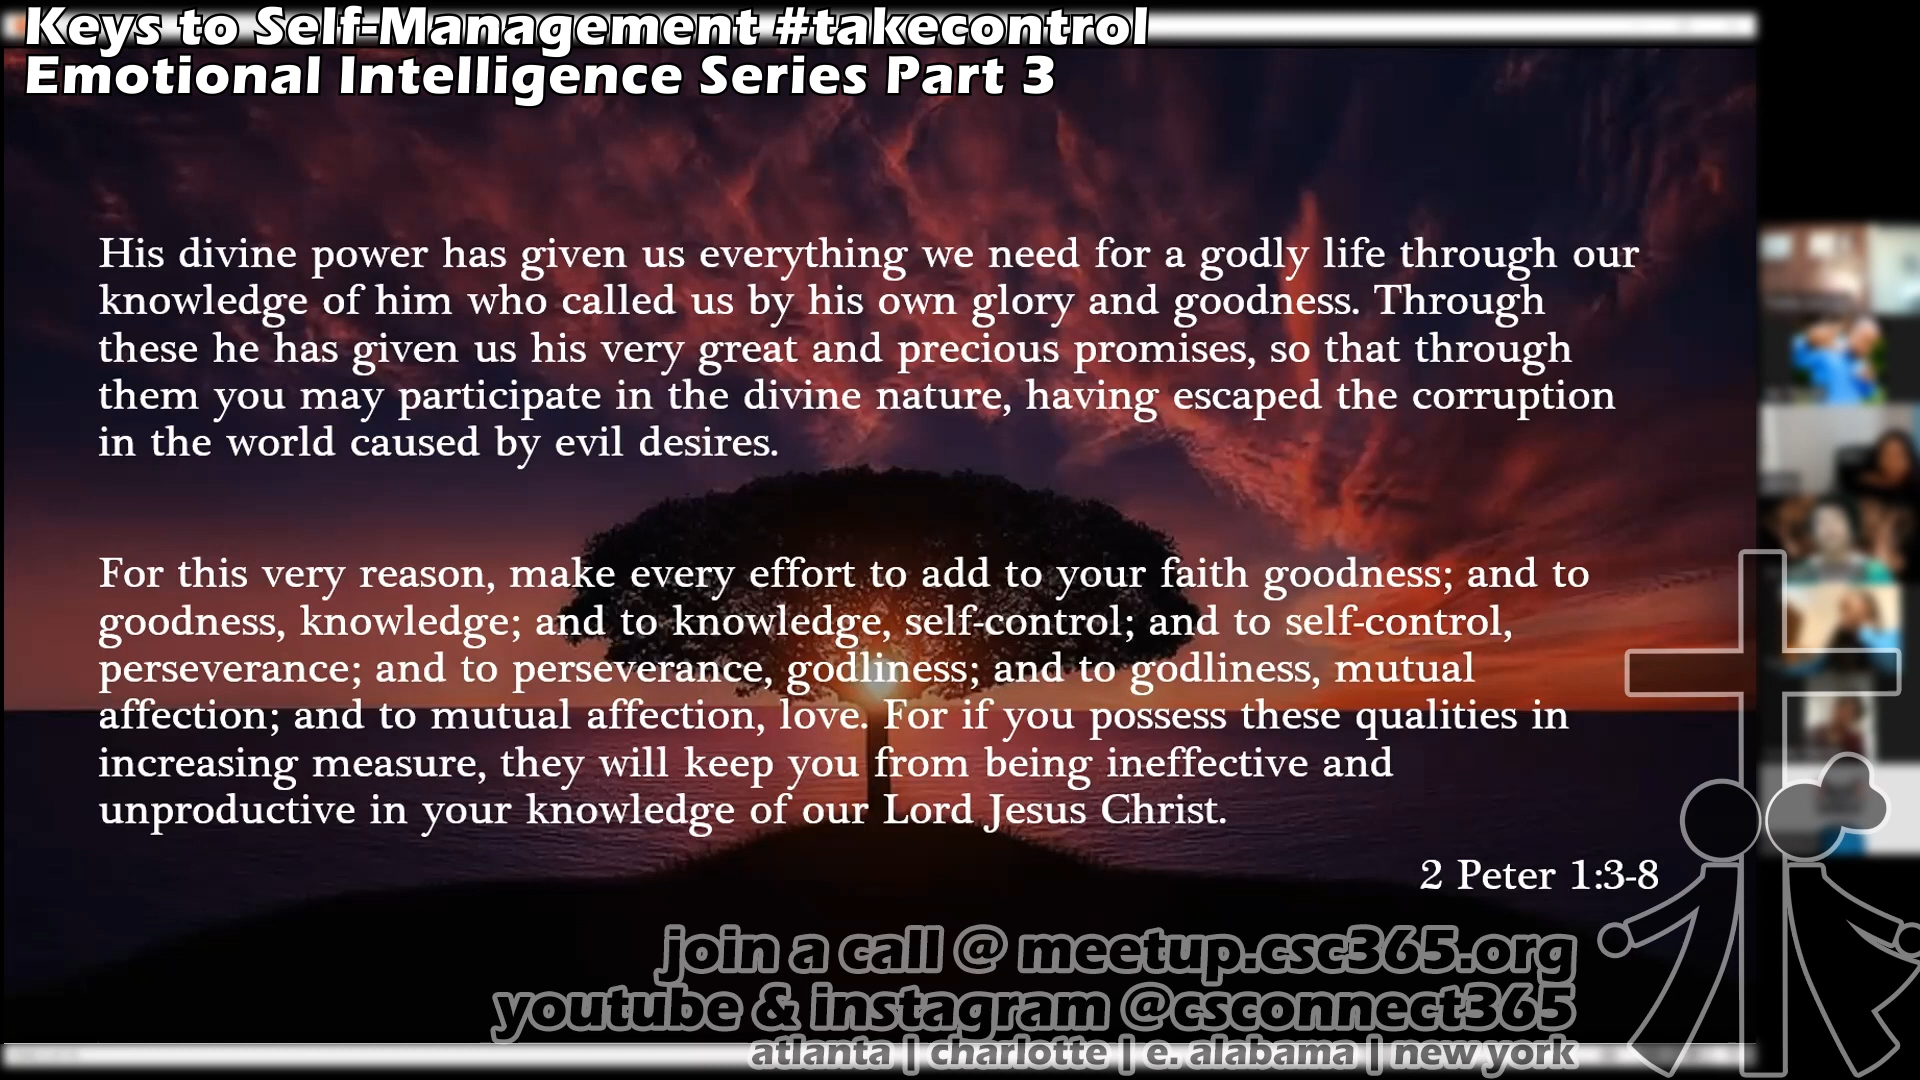 Keys to Self-Management #takecontrol
Emotional Intelligence Series Part 3
His divine power has given us everything we need for a godly life through our
knowledge of him who called us by his own glory and goodness. Through
these he has given us his very great and precious promises, so that through
them you may participate in the divine nature, having escaped the corruption
in the world caused by evil desires.
For this very reason, make every effort to add to your faith goodness; and to
goodness, knowledge; and to knowledge, self-control; and to self-control,
perseverance; and to perseverance, godliness; and to godliness, mutual
affection; and to mutual affection, love. For if you possess these qualities in
increasing measure, they will keep you from being ineffective and
unproductive in your knowledge of our Lord Jesus Christ.
2 Peter 1:3-8
join a call @ meetup.csc365.org
youtube & instagram @csconnect365
atlanta | charlotte | e. alabama | new york